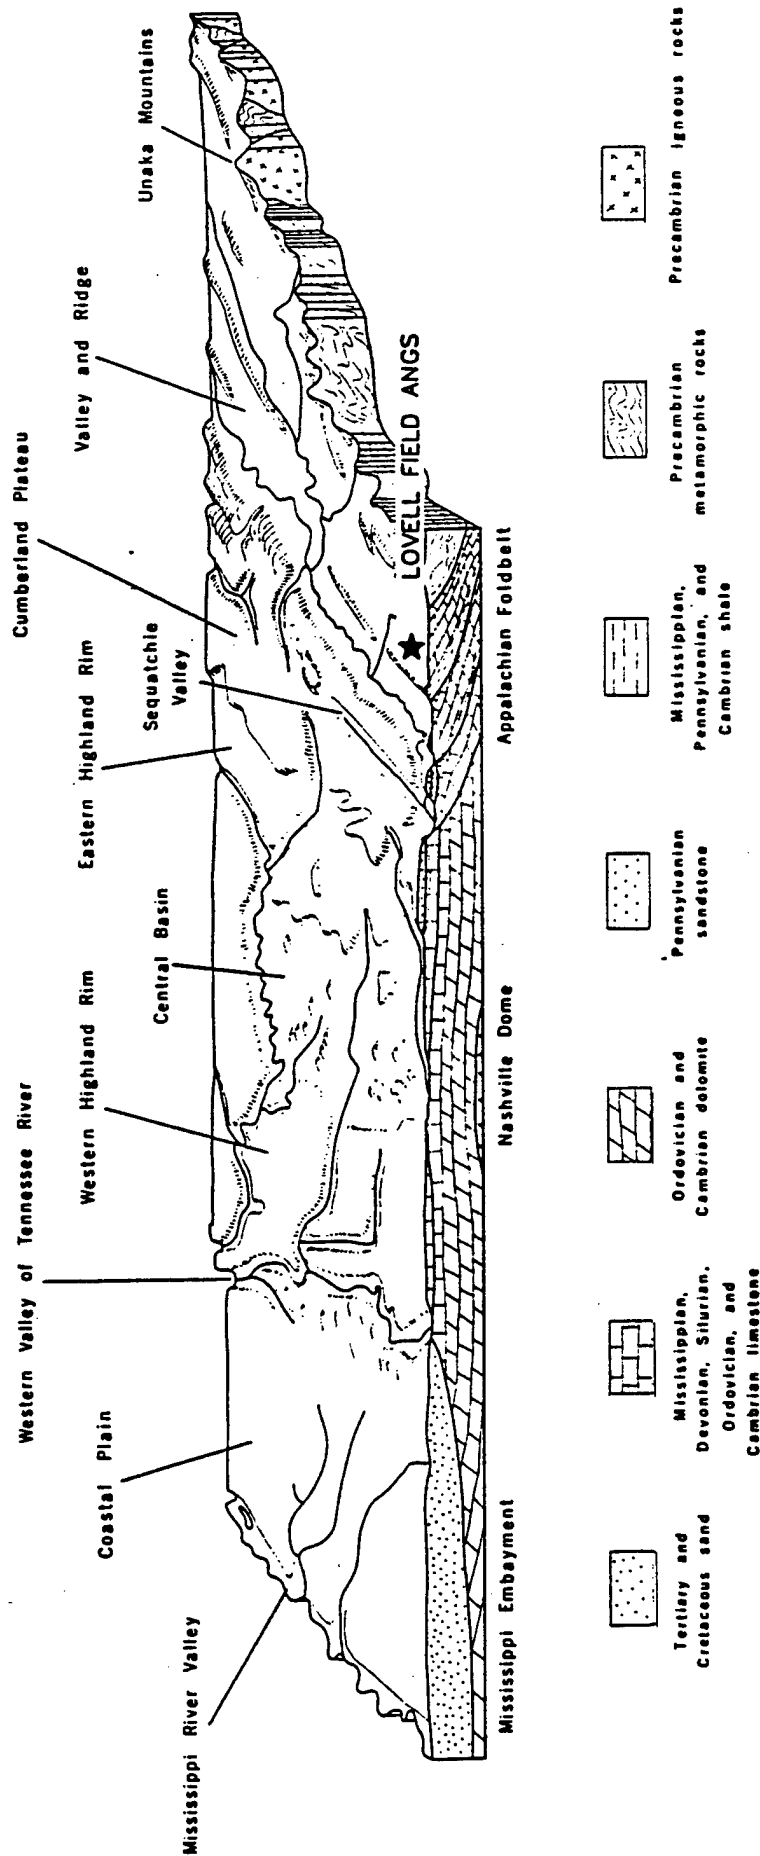 Western Valley of Tennessee River
Cumberland Plateau
Coastal Plain
Western Highland Rim
Eastern Highland Rim
Valley and Ridge
Central Basin
Sequatchie
Valley
Unaka Mountains
Mississippi River Valley
LOVELL FIELD ANGS
Mississippi Embayment
Nashville Dome
Appalachian Foldbelt
Tertiary and
Cretaceous sand
Mississippian,
Devonian, Silurian,
Ordovician, and
Cambrian limestone
Ordovician and
Cambrian dolomite
Pennsylvanian
sandstone
Mississippian,
Pennsylvanian, and
Cambrian shale
Precambrian
metamorphic rocks
Precambrian igneous rocks